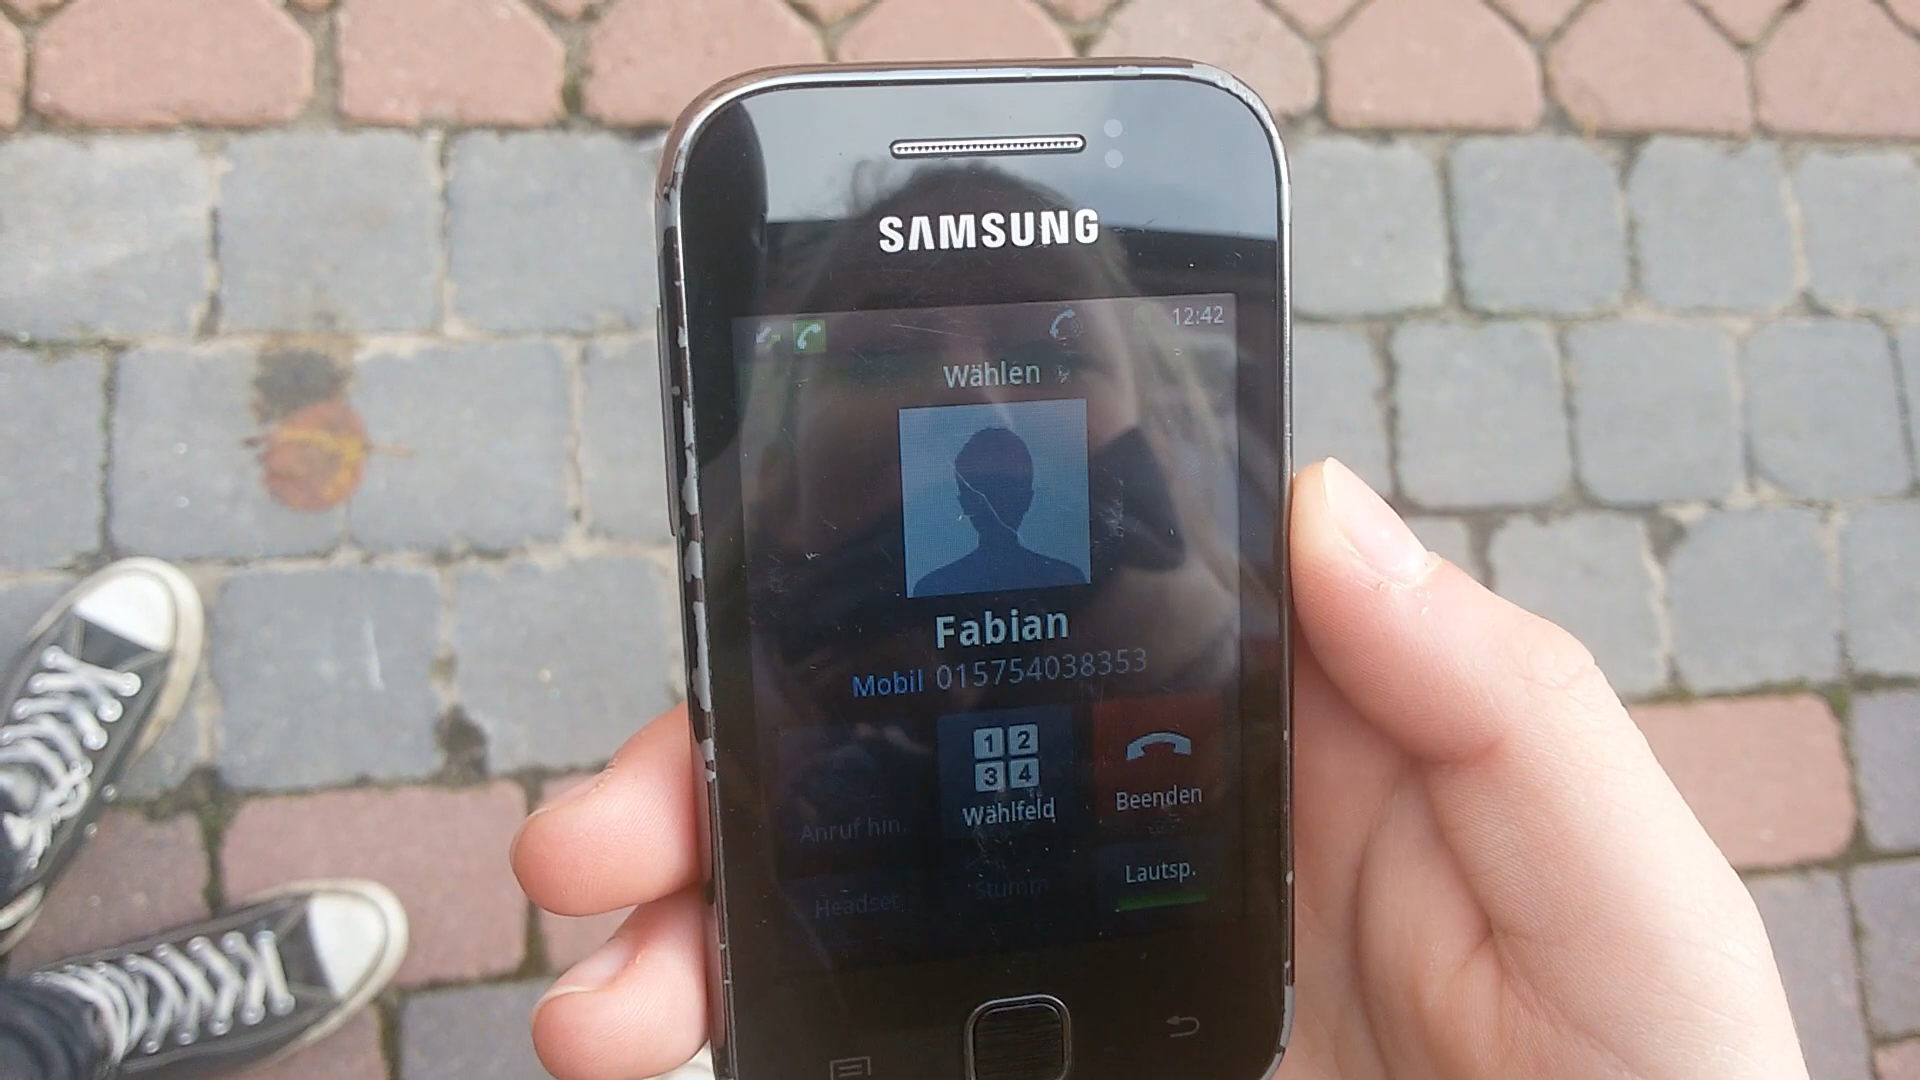 SAMSUNG
12:42
Wählen
Fabian
Mobil 015754038353
1 2
3 4
Anruf hin. Wählfeld Beenden
Headset Stumm Lautsp.